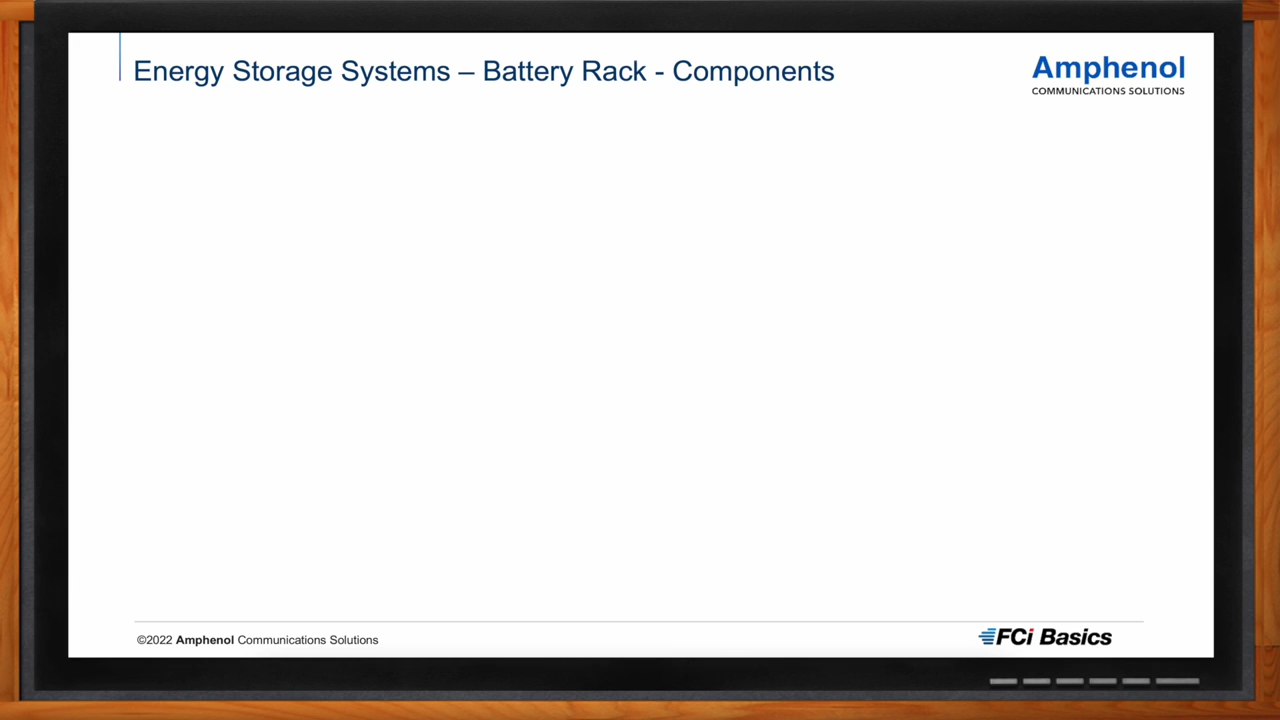 Energy Storage Systems – Battery Rack - Components
Amphenol
COMMUNICATIONS SOLUTIONS
©2022 Amphenol Communications Solutions
FCi Basics